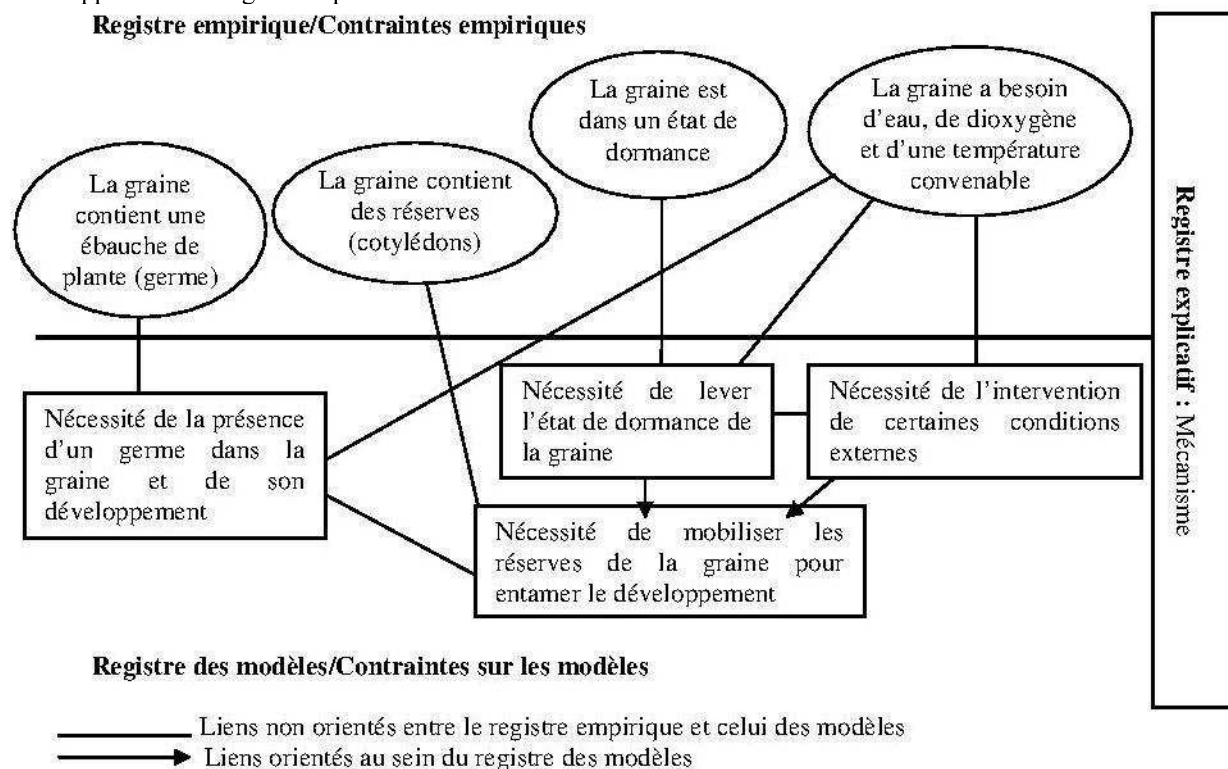 Registre empirique/Contraintes empiriques
La graine
contient une
ébauche de
plante (germe)
La graine contient
des réserves
(cotylédons)
La graine est
dans un état de
dormance
La graine a besoin
d'eau, de dioxygène
et d'une température
convenable
Registre explicatif : Mécanisme
Nécessité de la présence
d'un germe dans la
graine et de son
développement
Nécessité de lever
l'état de dormance de
la graine
Nécessité de l'intervention
de certaines conditions
externes
Nécessité de mobiliser les
réserves de la graine pour
entamer le développement
Registre des modèles/Contraintes sur les modèles
Liens non orientés entre le registre empirique et celui des modèles
Liens orientés au sein du registre des modèles